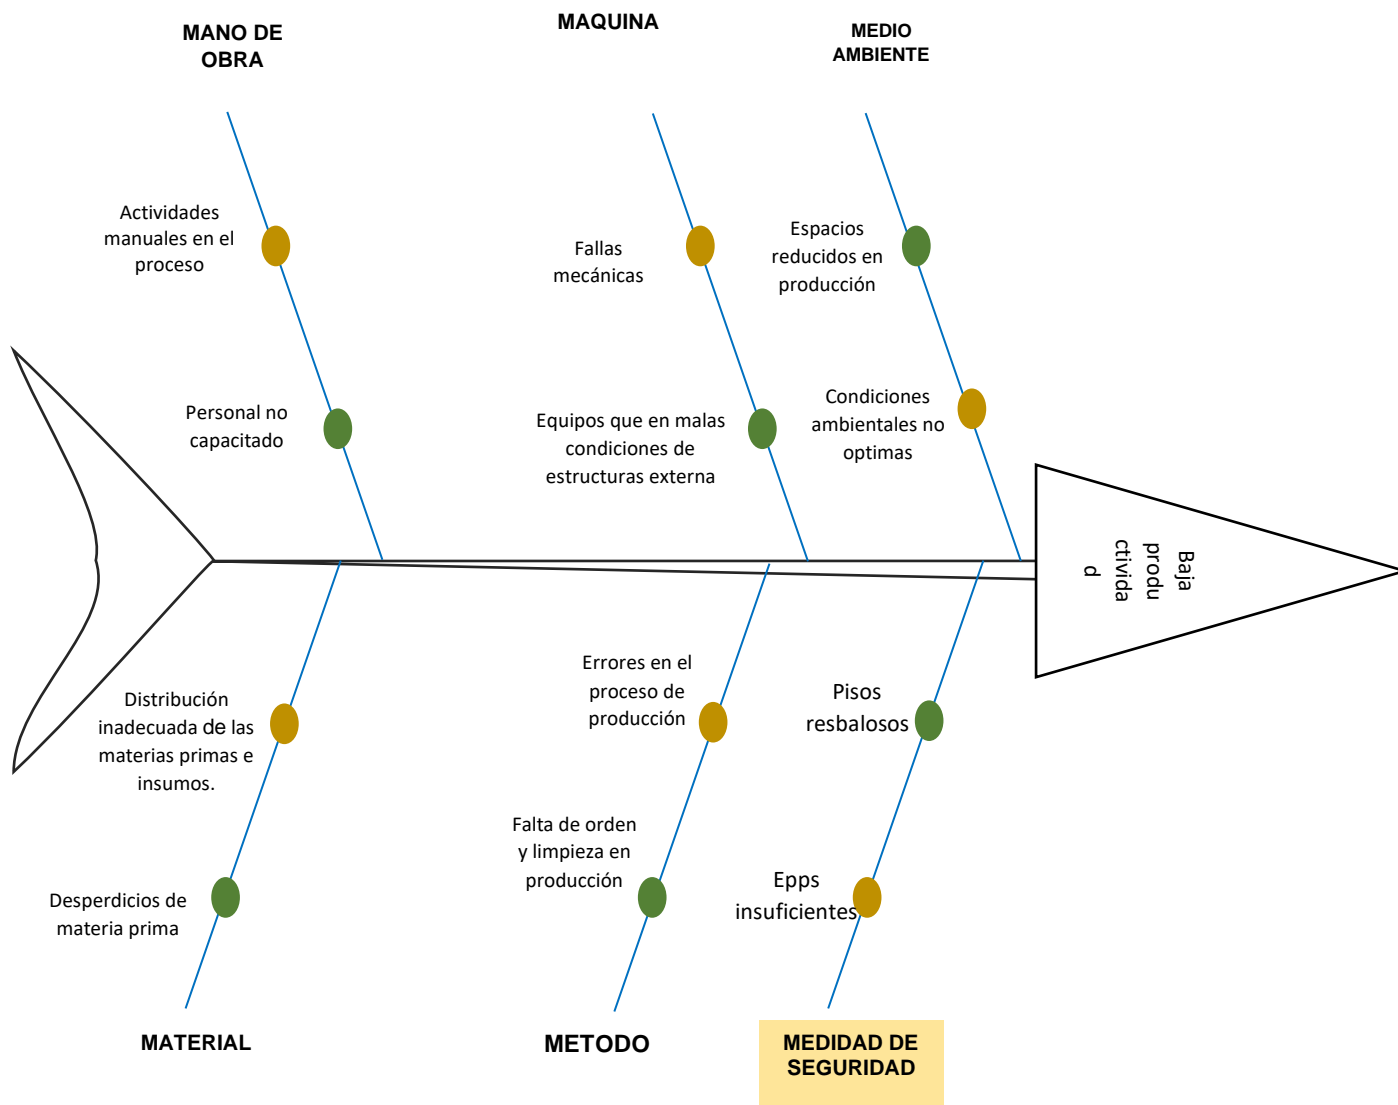 MANO DE
OBRA
MAQUINA
MEDIO
AMBIENTE
Actividades
manuales en el
proceso
Fallas
mecánicas
Espacios
reducidos en
producción
Personal no
capacitado
Equipos que en malas
condiciones de
estructuras externa
Condiciones
ambientales no
optimas
Baja
produ
ctivida
d
Distribución
inadecuada de las
materias primas e
insumos.
Errores en el
proceso de
producción
Pisos
resbalosos
Desperdicios de
materia prima
Falta de orden
y limpieza en
producción
Epps
insuficientes
MATERIAL
METODO
MEDIDAD DE
SEGURIDAD